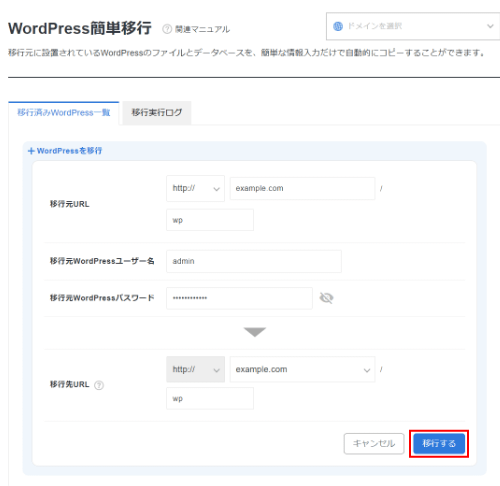 WordPress簡単移行 ? 関連マニュアル
ドメインを選択
移行元に設置されているWordPressのファイルとデータベースを、簡単な情報入力だけで自動的にコピーすることができます。
移行済みWordPress一覧 移行実行ログ
+WordPressを移行
移行元URL http:// example.com /
wp
移行元WordPressユーザー名 admin
移行元WordPressパスワード ••••••••••••
移行先URL ? http:// example.com /
wp
キャンセル 移行する